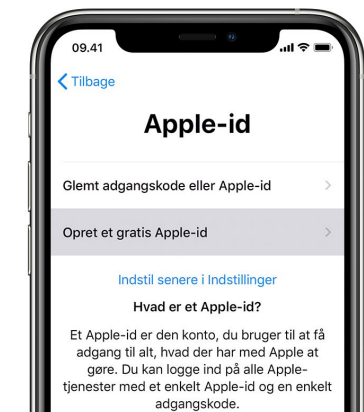 09.41
Tilbage
Apple-id
Glemt adgangskode eller Apple-id
Opret et gratis Apple-id
Indstil senere i Indstillinger
Hvad er et Apple-id?
Et Apple-id er den konto, du bruger til at få
adgang til alt, hvad der har med Apple at
gøre. Du kan logge ind på alle Apple-
tjenester med et enkelt Apple-id og en enkelt
adgangskode.